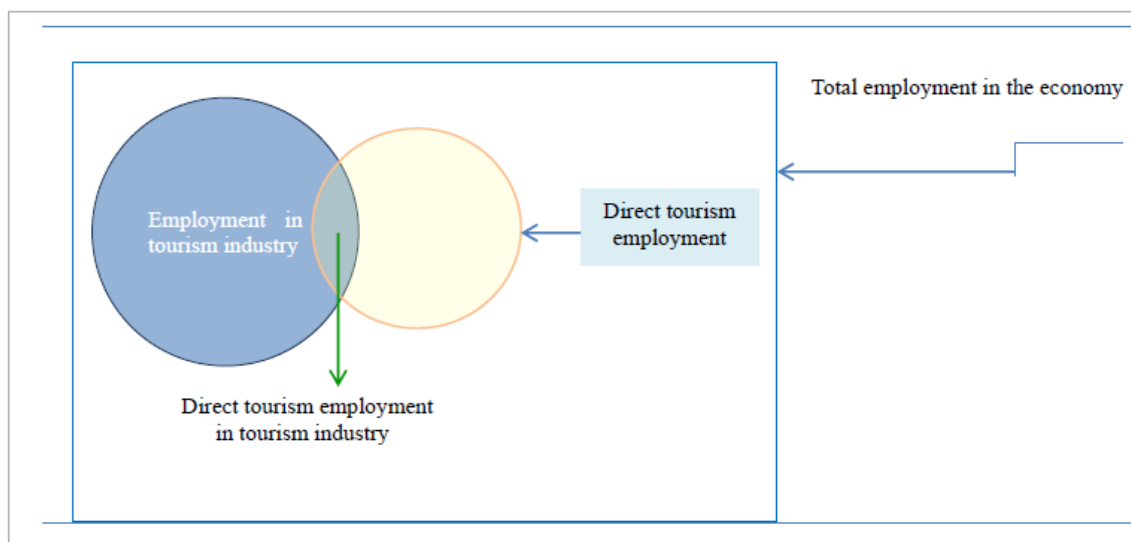 Total employment in the economy
Employment in
tourism industry
Direct tourism
employment
Direct tourism employment
in tourism industry